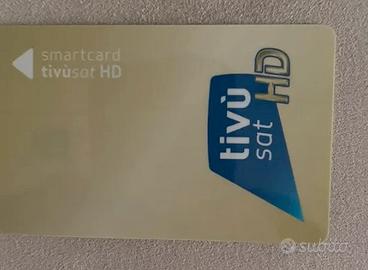 smartcard
tivùsat HD
tivù
sat
HD
subito